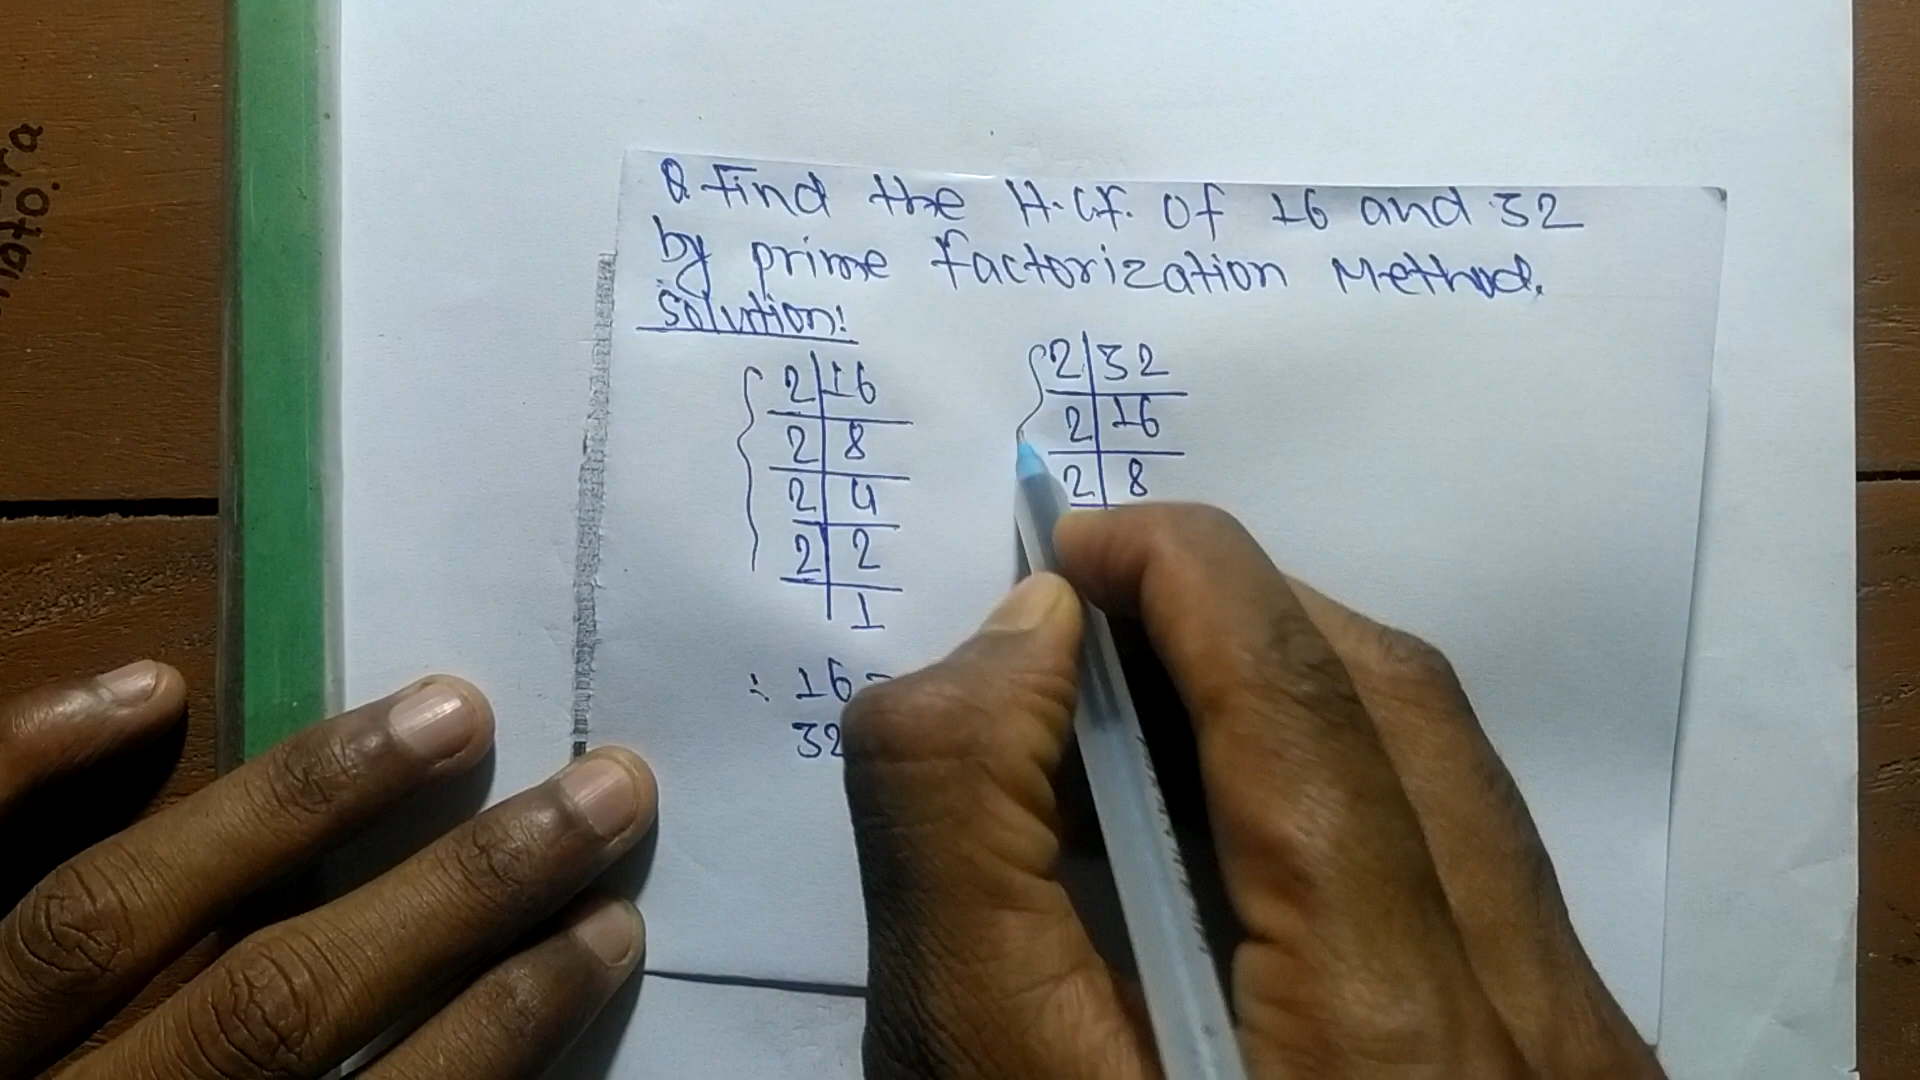 Q. Find the H.C.F. of 16 and 32
by prime factorization Method.
Solution:
2 | 16
2 | 8
2 | 4
2 | 2
1
2 | 32
2 | 16
2 | 8
∴ 16 =
32